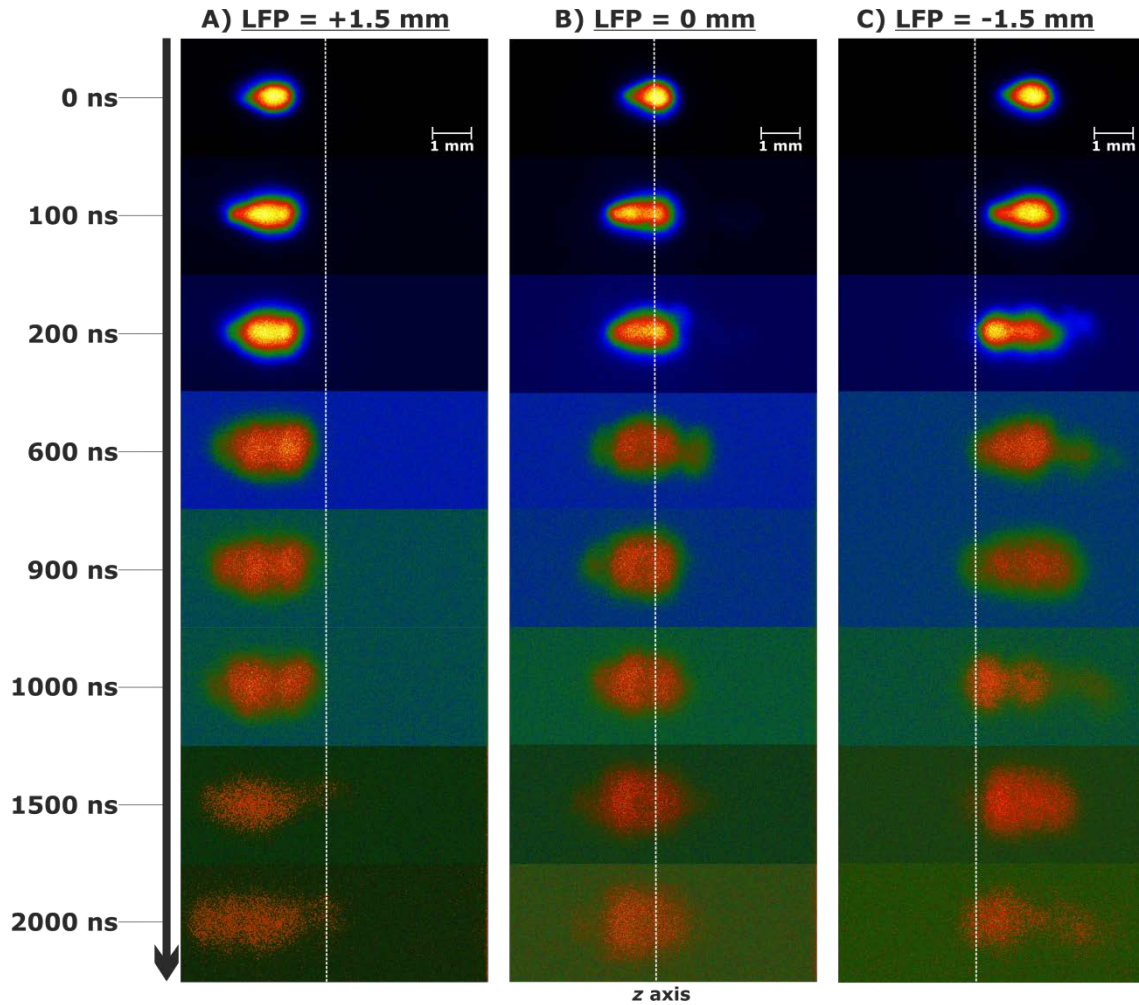 A) LFP = +1.5 mm
B) LFP = 0 mm
C) LFP = -1.5 mm
0 ns
1 mm
1 mm
1 mm
100 ns
200 ns
600 ns
900 ns
1000 ns
1500 ns
2000 ns
z axis